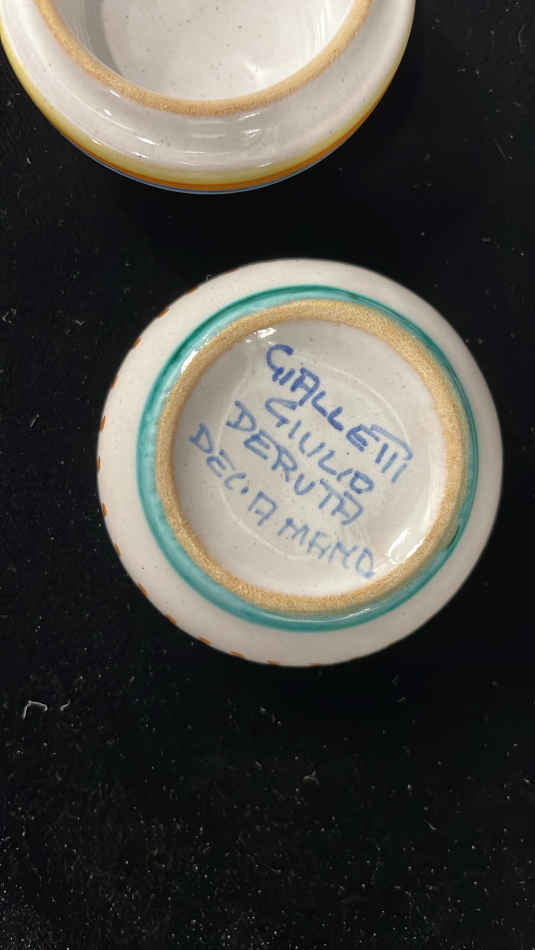 GIALLETTI
GIULIO
DERUTA
DEC. A MANO